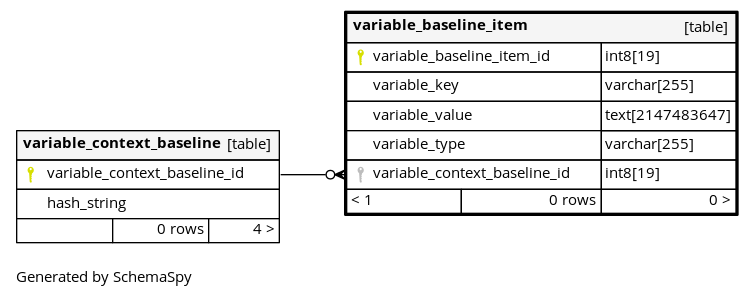 variable_baseline_item [table]
variable_baseline_item_id int8[19]
variable_key varchar[255]
variable_value text[2147483647]
variable_type varchar[255]
variable_context_baseline_id int8[19]
< 1 0 rows 0 >
variable_context_baseline [table]
variable_context_baseline_id
hash_string
0 rows 4 >
Generated by SchemaSpy